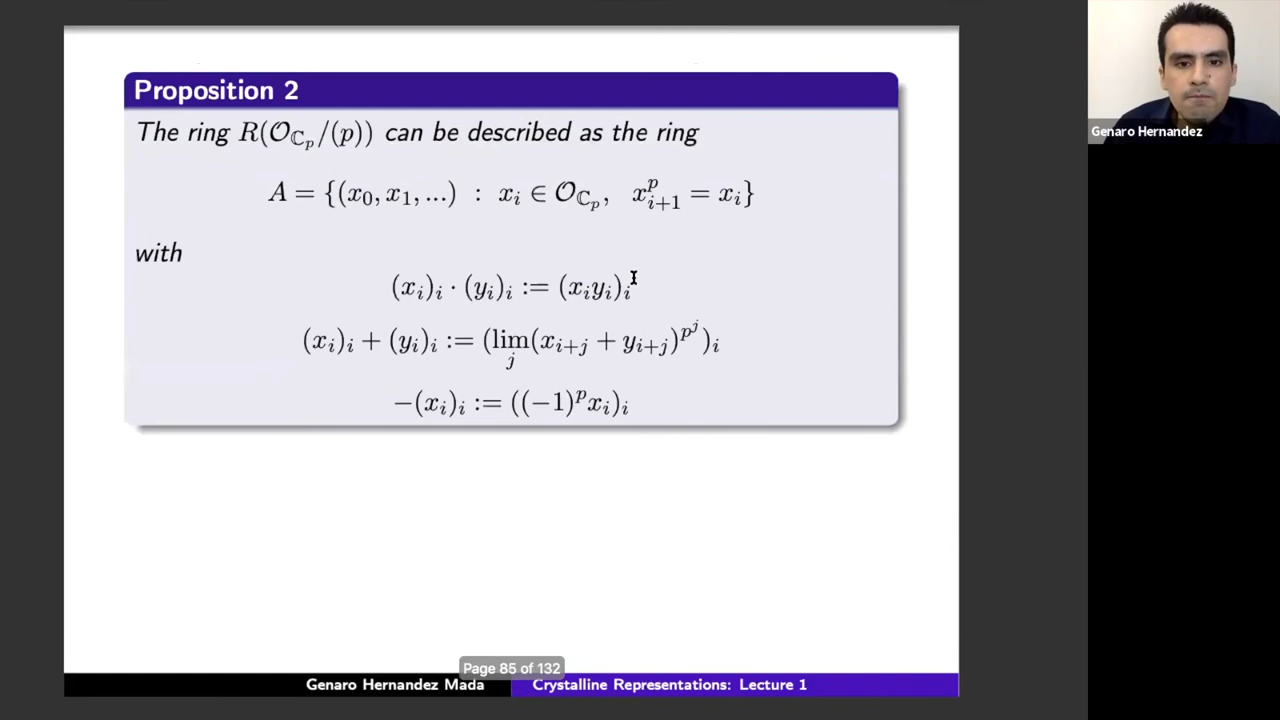 Proposition 2
The ring R(𝒪_{ℂ_p}/(p)) can be described as the ring
A = {(x_0, x_1, ...) : x_i ∈ 𝒪_{ℂ_p}, x_{i+1}^p = x_i}
with
(x_i)_i · (y_i)_i := (x_i y_i)_i
(x_i)_i + (y_i)_i := (lim_j (x_{i+j} + y_{i+j})^{p^j})_i
−(x_i)_i := ((−1)^p x_i)_i
Page 85 of 132
Genaro Hernandez Mada Crystalline Representations: Lecture 1
Genaro Hernandez